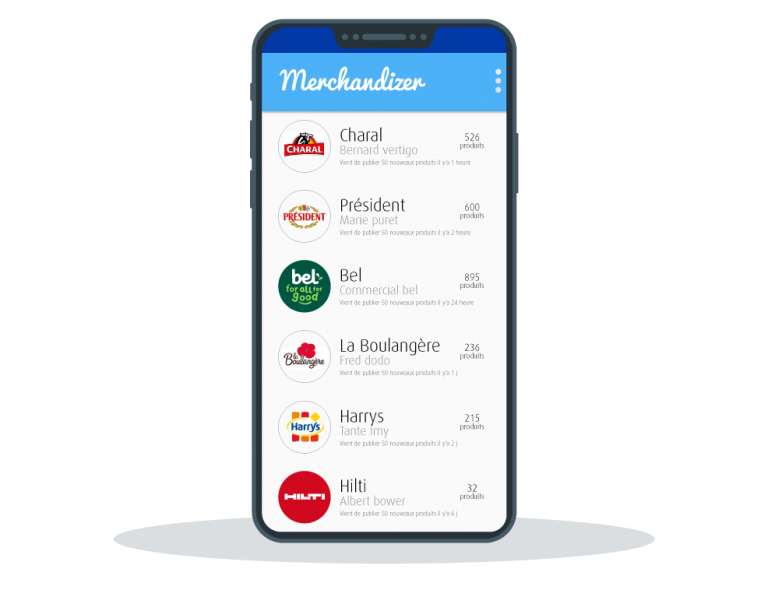 Merchandizer
CHARAL
Charal
526
Bernard vertigo
produits
Vient de publier 50 nouveaux produits il y'a 1 heure
PRÉSIDENT
Président
600
Marie puret
produits
Vient de publier 50 nouveaux produits il y'a 2 heure
bel
for all for
good
Bel
895
Commercial bel
produits
Vient de publier 50 nouveaux produits il y'a 24 heure
la
Boulangère
La Boulangère
236
Fred dodo
produits
Vient de publier 50 nouveaux produits il y'a 1 j
Harrys
Harrys
215
Tante Imy
produits
Vient de publier 50 nouveaux produits il y'a 2 j
HILTI
Hilti
32
Albert bower
produits
Vient de publier 50 nouveaux produits il y'a 6 j